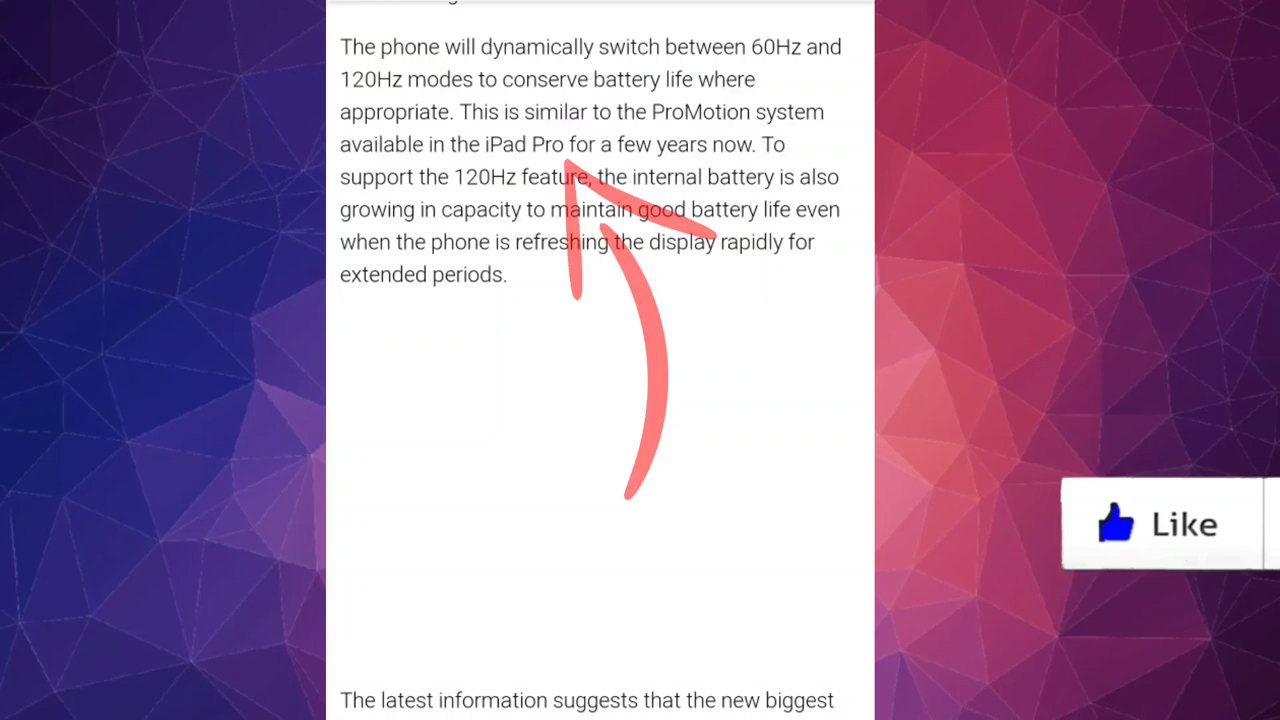 The phone will dynamically switch between 60Hz and
120Hz modes to conserve battery life where
appropriate. This is similar to the ProMotion system
available in the iPad Pro for a few years now. To
support the 120Hz feature, the internal battery is also
growing in capacity to maintain good battery life even
when the phone is refreshing the display rapidly for
extended periods.
Like
The latest information suggests that the new biggest